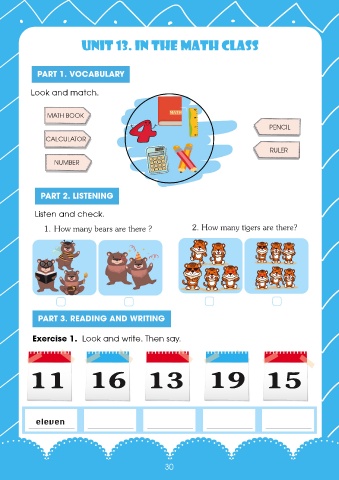 UNIT 13. IN THE MATH CLASS
PART 1. VOCABULARY
Look and match.
MATH BOOK
CALCULATOR
NUMBER
4
PENCIL
RULER
PART 2. LISTENING
Listen and check.
1. How many bears are there ?
2. How many tigers are there?
PART 3. READING AND WRITING
Exercise 1. Look and write. Then say.
11 16 13 19 15
eleven
30